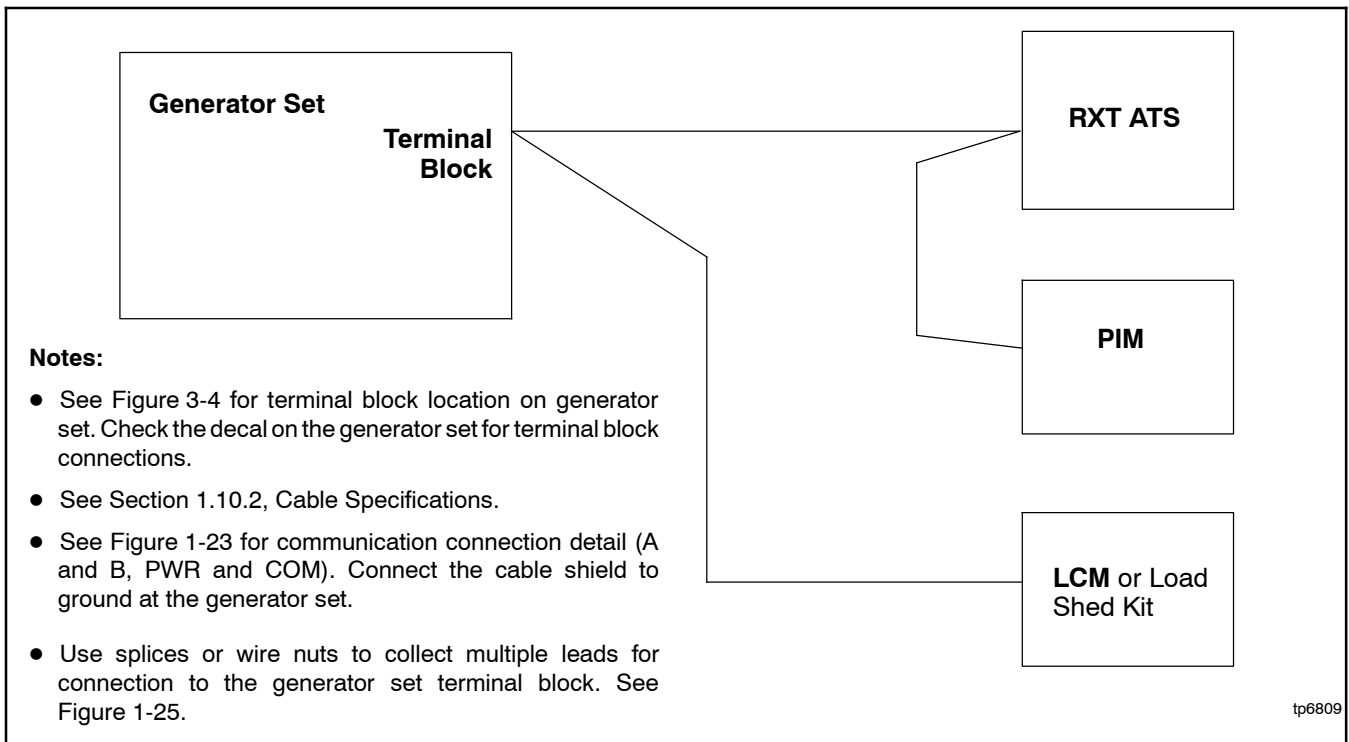 Generator Set
Terminal
Block
RXT ATS
PIM
LCM or Load
Shed Kit
Notes:
● See Figure 3-4 for terminal block location on generator
set. Check the decal on the generator set for terminal block
connections.
● See Section 1.10.2, Cable Specifications.
● See Figure 1-23 for communication connection detail (A
and B, PWR and COM). Connect the cable shield to
ground at the generator set.
● Use splices or wire nuts to collect multiple leads for
connection to the generator set terminal block. See
Figure 1-25.
tp6809